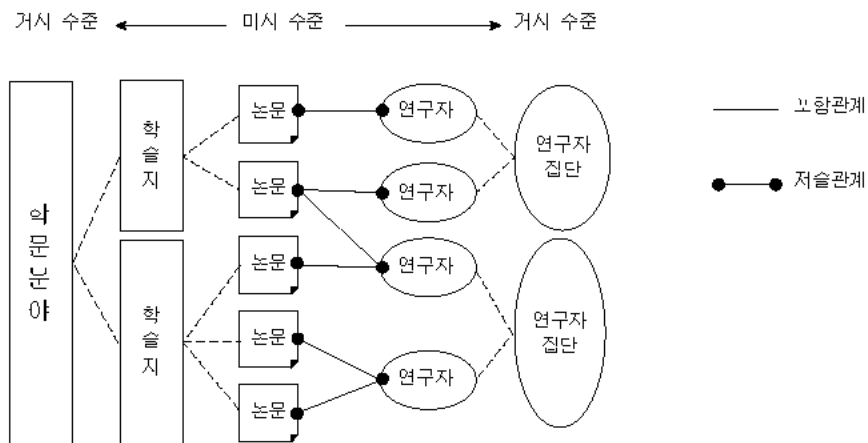 거시 수준
미시 수준
거시 수준
학문분야
학술지
학술지
논문
논문
논문
논문
논문
연구자
연구자
연구자
연구자
연구자
집단
연구자
집단
포함관계
저술관계